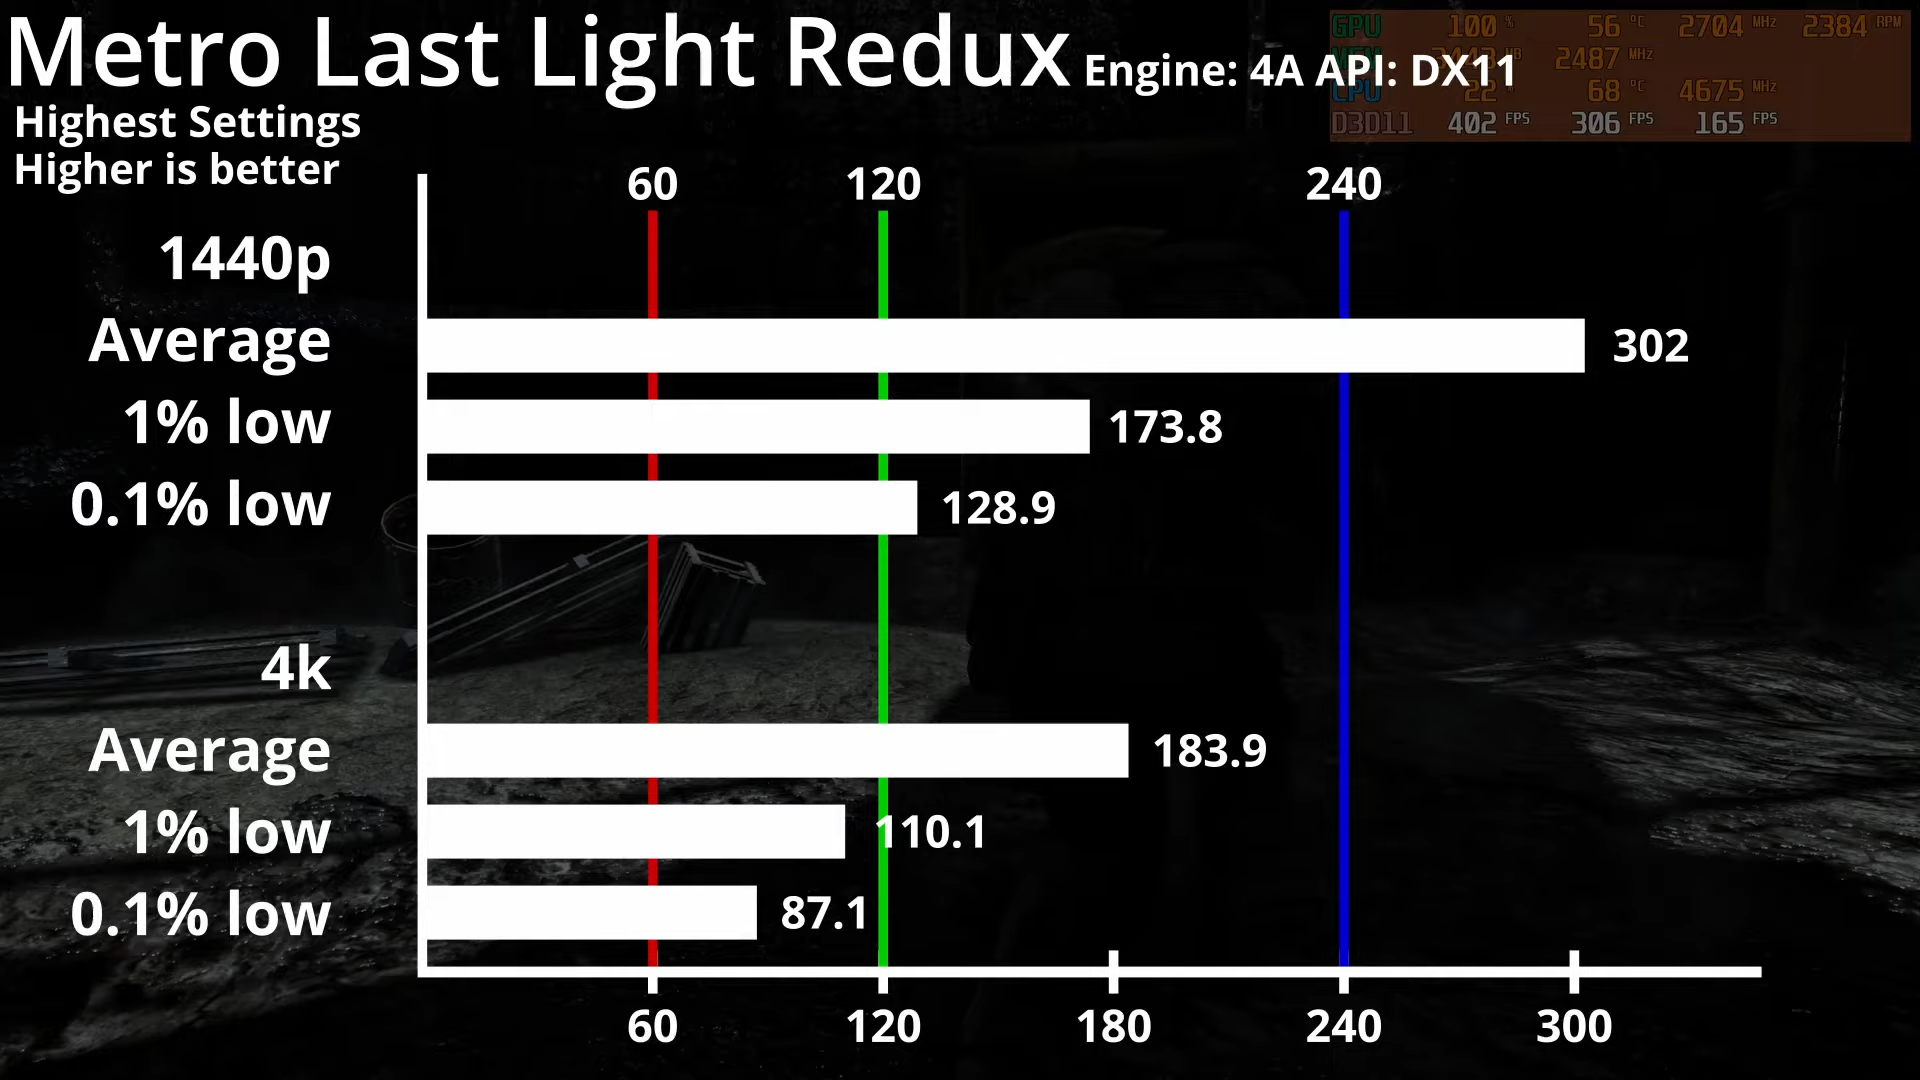 Metro Last Light Redux Engine: 4A API: DX11
Highest Settings
Higher is better
GPU 100 % 56 °C 2704 MHz 2384 RPM
MB 2487 MHz
CPU 22 68 °C 4675 MHz
D3D11 402 FPS 306 FPS 165 FPS
60 120 240
1440p
Average 302
1% low 173.8
0.1% low 128.9
4k
Average 183.9
1% low 110.1
0.1% low 87.1
60 120 180 240 300